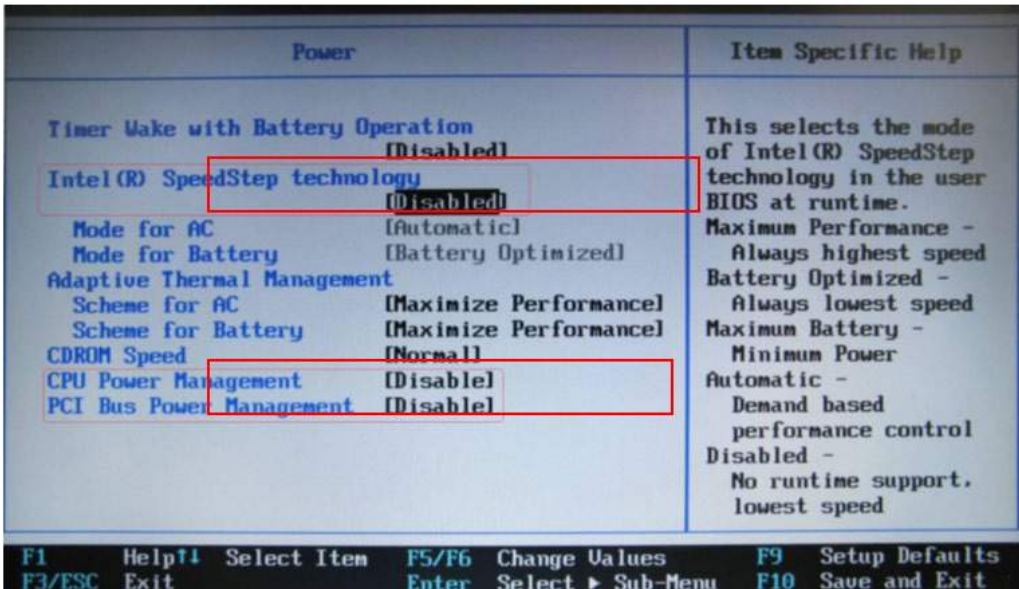 Power
Item Specific Help
Timer Wake with Battery Operation
[Disabled]
Intel(R) SpeedStep technology
[Disabled]
Mode for AC [Automatic]
Mode for Battery [Battery Optimized]
Adaptive Thermal Management
Scheme for AC [Maximize Performance]
Scheme for Battery [Maximize Performance]
CDROM Speed [Normal]
CPU Power Management [Disable]
PCI Bus Power Management [Disable]
This selects the mode
of Intel(R) SpeedStep
technology in the user
BIOS at runtime.
Maximum Performance -
Always highest speed
Battery Optimized -
Always lowest speed
Maximum Battery -
Minimum Power
Automatic -
Demand based
performance control
Disabled -
No runtime support,
lowest speed
F1 Help↑↓ Select Item F5/F6 Change Values F9 Setup Defaults
F3/ESC Exit Enter Select ▶ Sub-Menu F10 Save and Exit